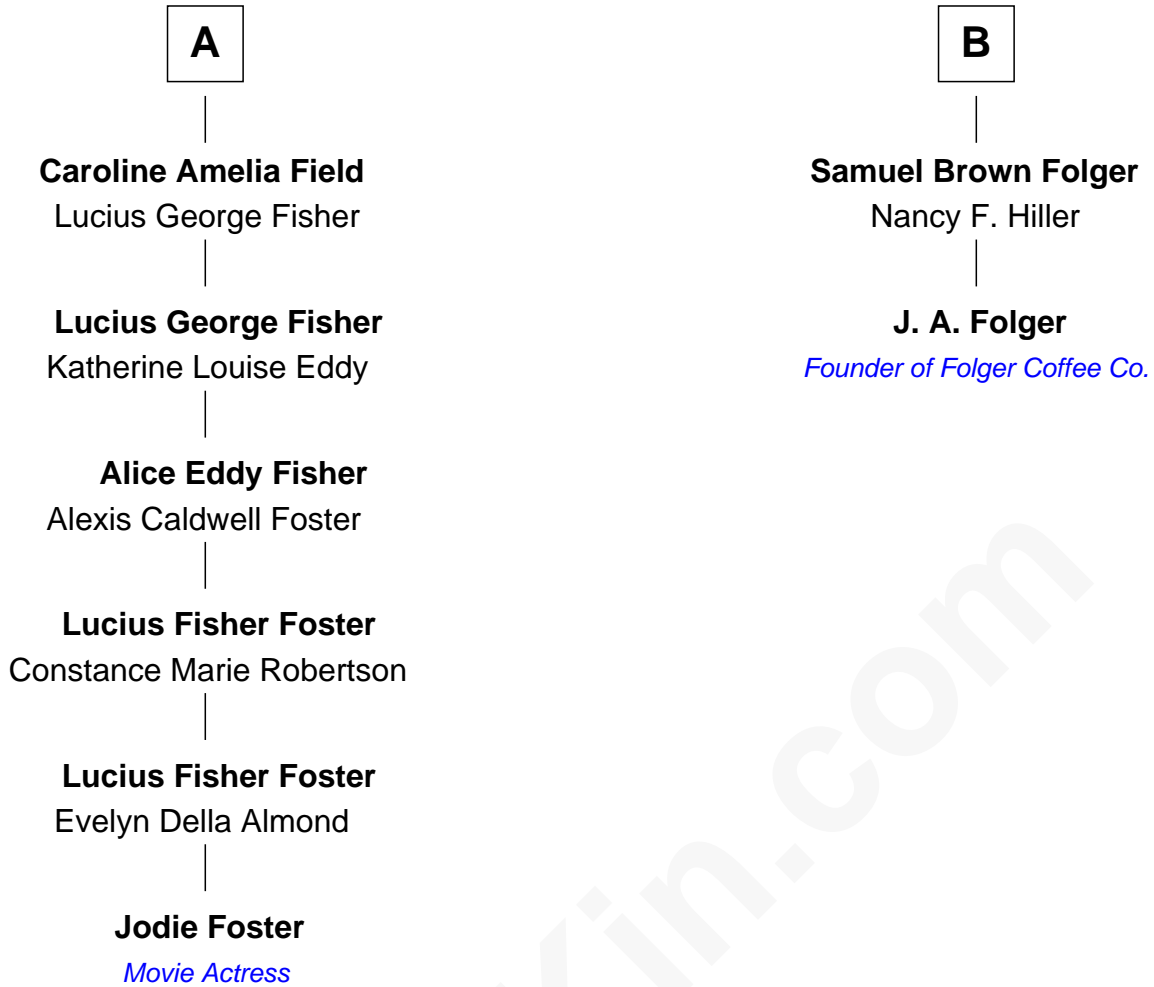 A
Caroline Amelia Field
Lucius George Fisher
Lucius George Fisher
Katherine Louise Eddy
Alice Eddy Fisher
Alexis Caldwell Foster
Lucius Fisher Foster
Constance Marie Robertson
Lucius Fisher Foster
Evelyn Della Almond
Jodie Foster
Movie Actress
B
Samuel Brown Folger
Nancy F. Hiller
J. A. Folger
Founder of Folger Coffee Co.
Kin.com